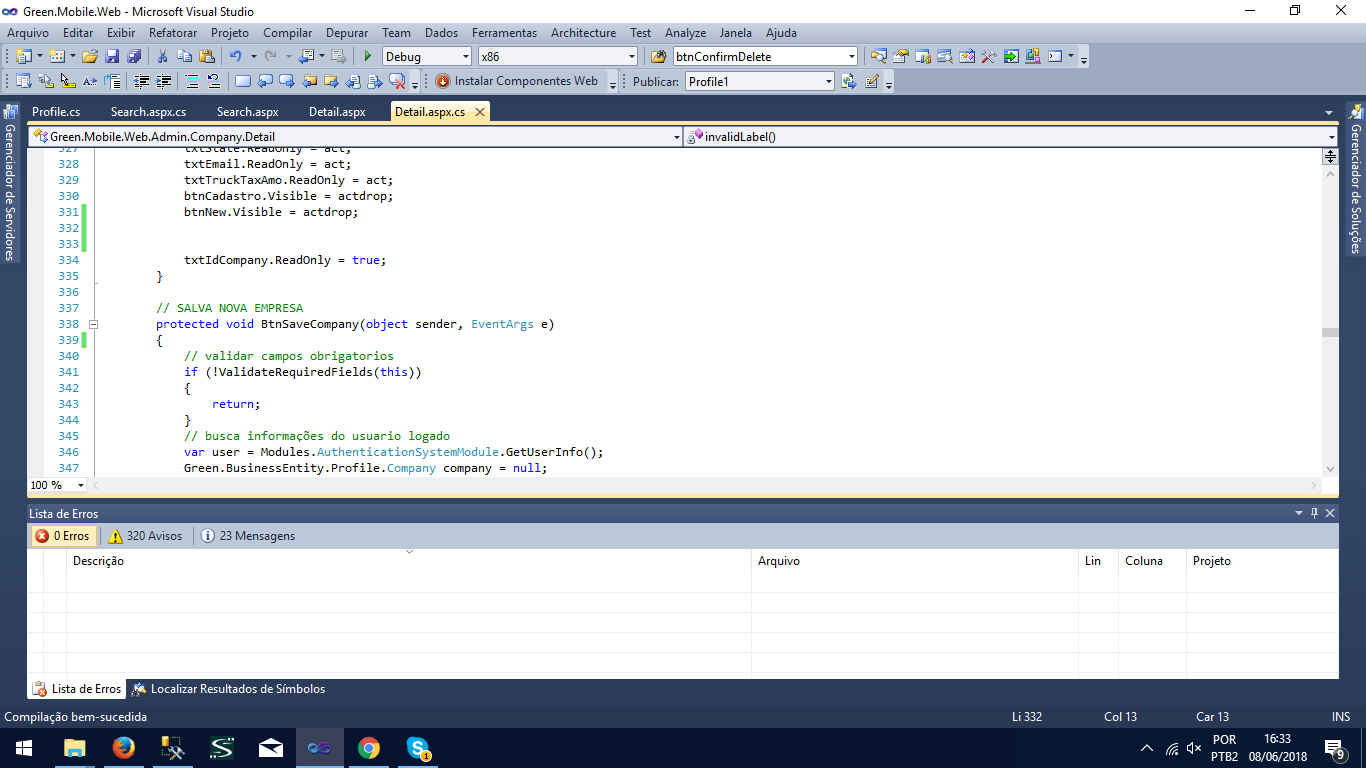 Green.Mobile.Web - Microsoft Visual Studio
Arquivo Editar Exibir Refatorar Projeto Compilar Depurar Team Dados Ferramentas Architecture Test Analyze Janela Ajuda
Debug x86 btnConfirmDelete
Instalar Componentes Web Publicar: Profile1
Profile.cs Search.aspx.cs Search.aspx Detail.aspx Detail.aspx.cs
Gerenciador de Servidores
Gerenciador de Soluções
Green.Mobile.Web.Admin.Company.Detail invalidLabel()
327 txtState.ReadOnly = act;
328 txtEmail.ReadOnly = act;
329 txtTruckTaxAmo.ReadOnly = act;
330 btnCadastro.Visible = actdrop;
331 btnNew.Visible = actdrop;
332
333
334 txtIdCompany.ReadOnly = true;
335 }
336
337 // SALVA NOVA EMPRESA
338 protected void BtnSaveCompany(object sender, EventArgs e)
339 {
340 // validar campos obrigatorios
341 if (!ValidateRequiredFields(this))
342 {
343 return;
344 }
345 // busca informações do usuario logado
346 var user = Modules.AuthenticationSystemModule.GetUserInfo();
347 Green.BusinessEntity.Profile.Company company = null;
100 %
Lista de Erros
0 Erros 320 Avisos 23 Mensagens
Descrição Arquivo Lin Coluna Projeto
Lista de Erros Localizar Resultados de Símbolos
Compilação bem-sucedida Li 332 Col 13 Car 13 INS
POR 16:33
PTB2 08/06/2018
1
9